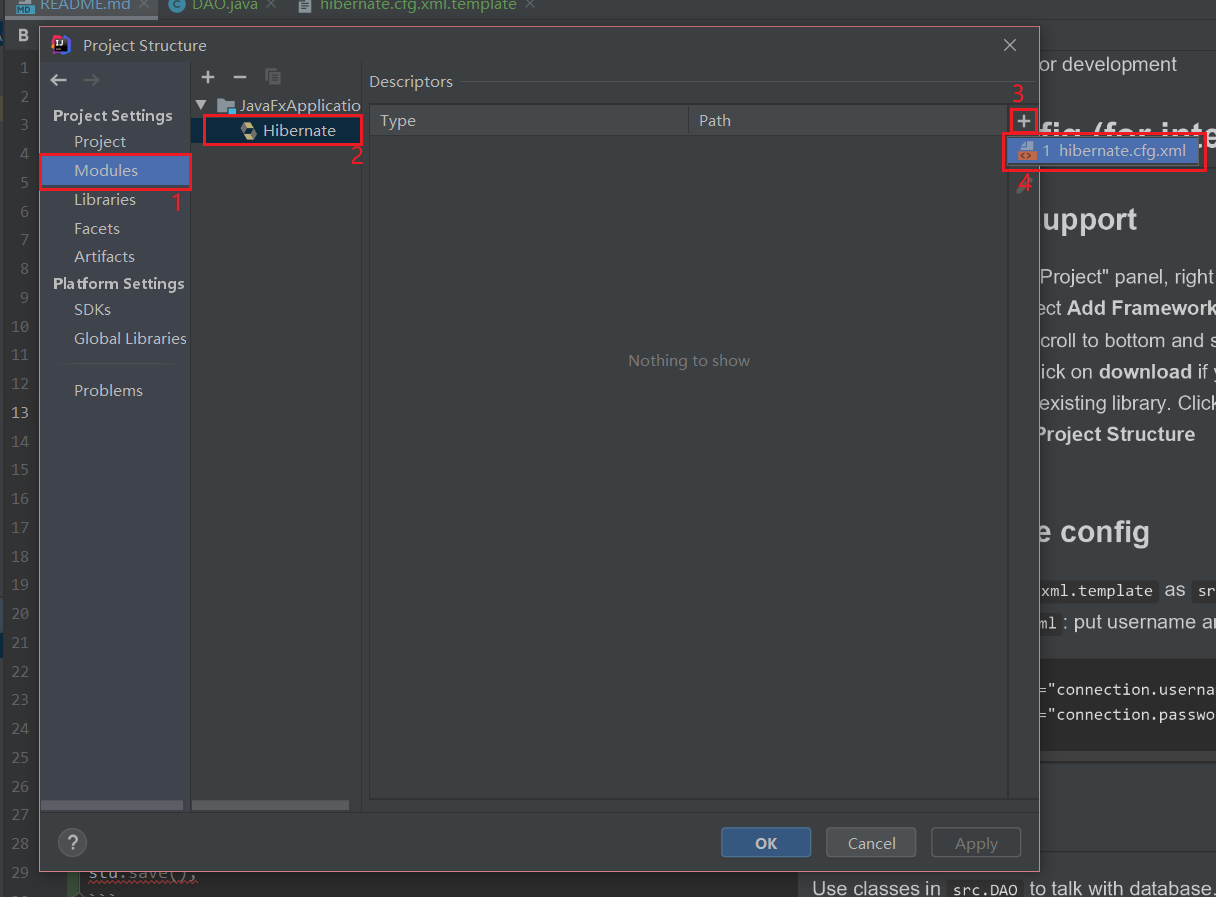 README.md
DAO.java
hibernate.cfg.xml.template
B
Project Structure
Project Settings
Project
Modules
1
Libraries
Facets
Artifacts
Platform Settings
SDKs
Global Libraries
Problems
JavaFxApplicatio
Hibernate
2
Descriptors
Type
Path
3
1 hibernate.cfg.xml
4
Nothing to show
?
OK
Cancel
Apply
1
2
3
4
5
6
7
8
9
10
11
12
13
14
15
16
17
18
19
20
21
22
23
24
25
26
27
28
29
stu.save();
```
or development
fig (for inte
upport
Project" panel, right
ect Add Framework
croll to bottom and s
ick on download if y
existing library. Click
Project Structure
e config
xml.template as sr
ml : put username an
="connection.userna
="connection.passwo
Use classes in src.DAO to talk with database.